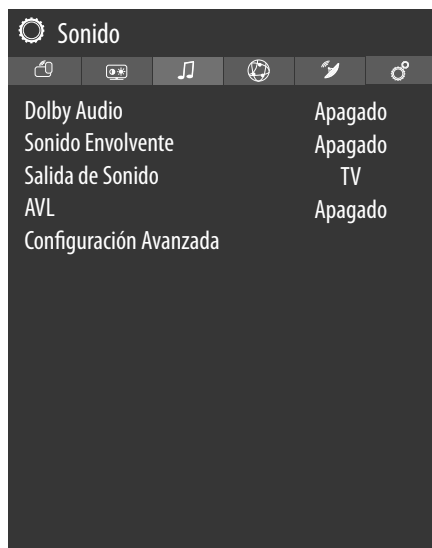 Sonido
Dolby Audio Apagado
Sonido Envolvente Apagado
Salida de Sonido TV
AVL Apagado
Configuración Avanzada